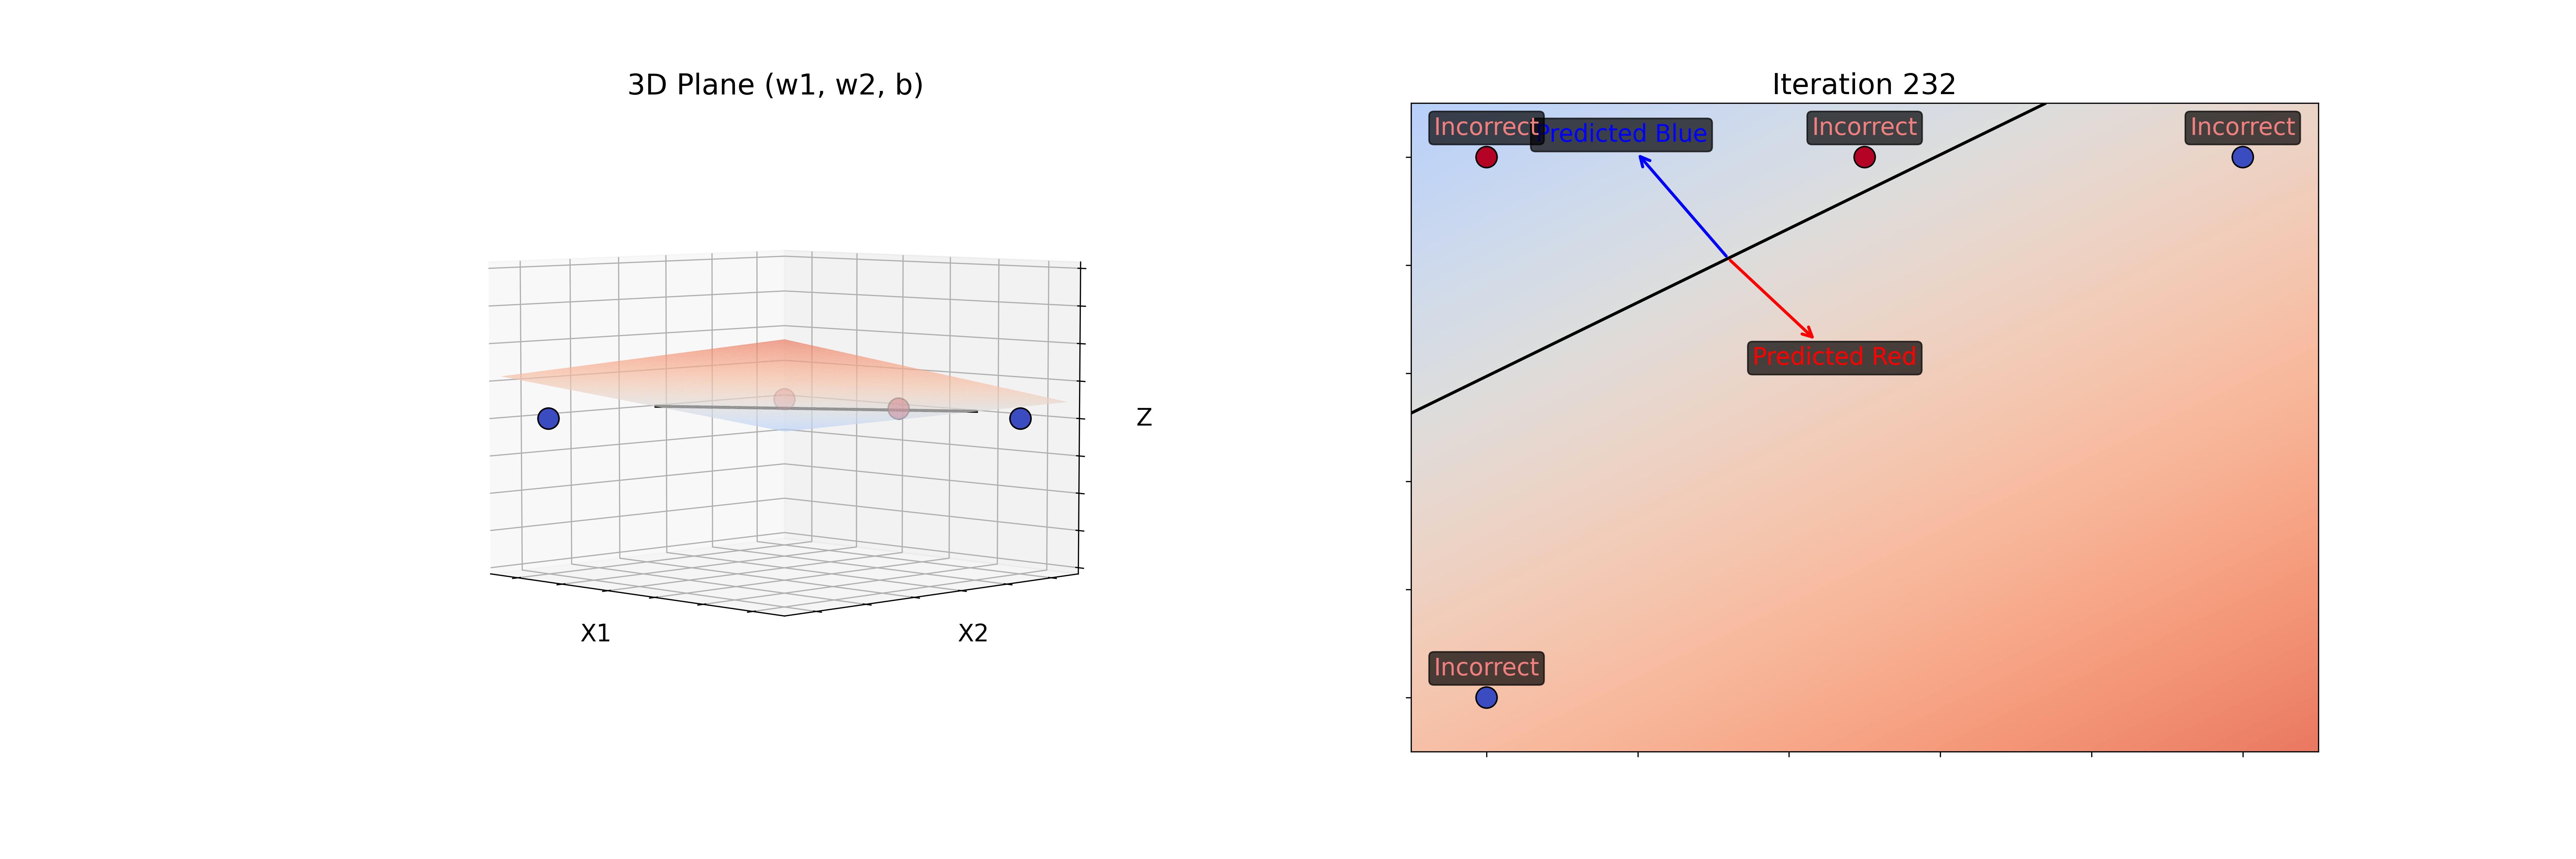 3D Plane (w1, w2, b)
Z
X1
X2
Iteration 232
Incorrect
Predicted Blue
Incorrect
Incorrect
Predicted Red
Incorrect